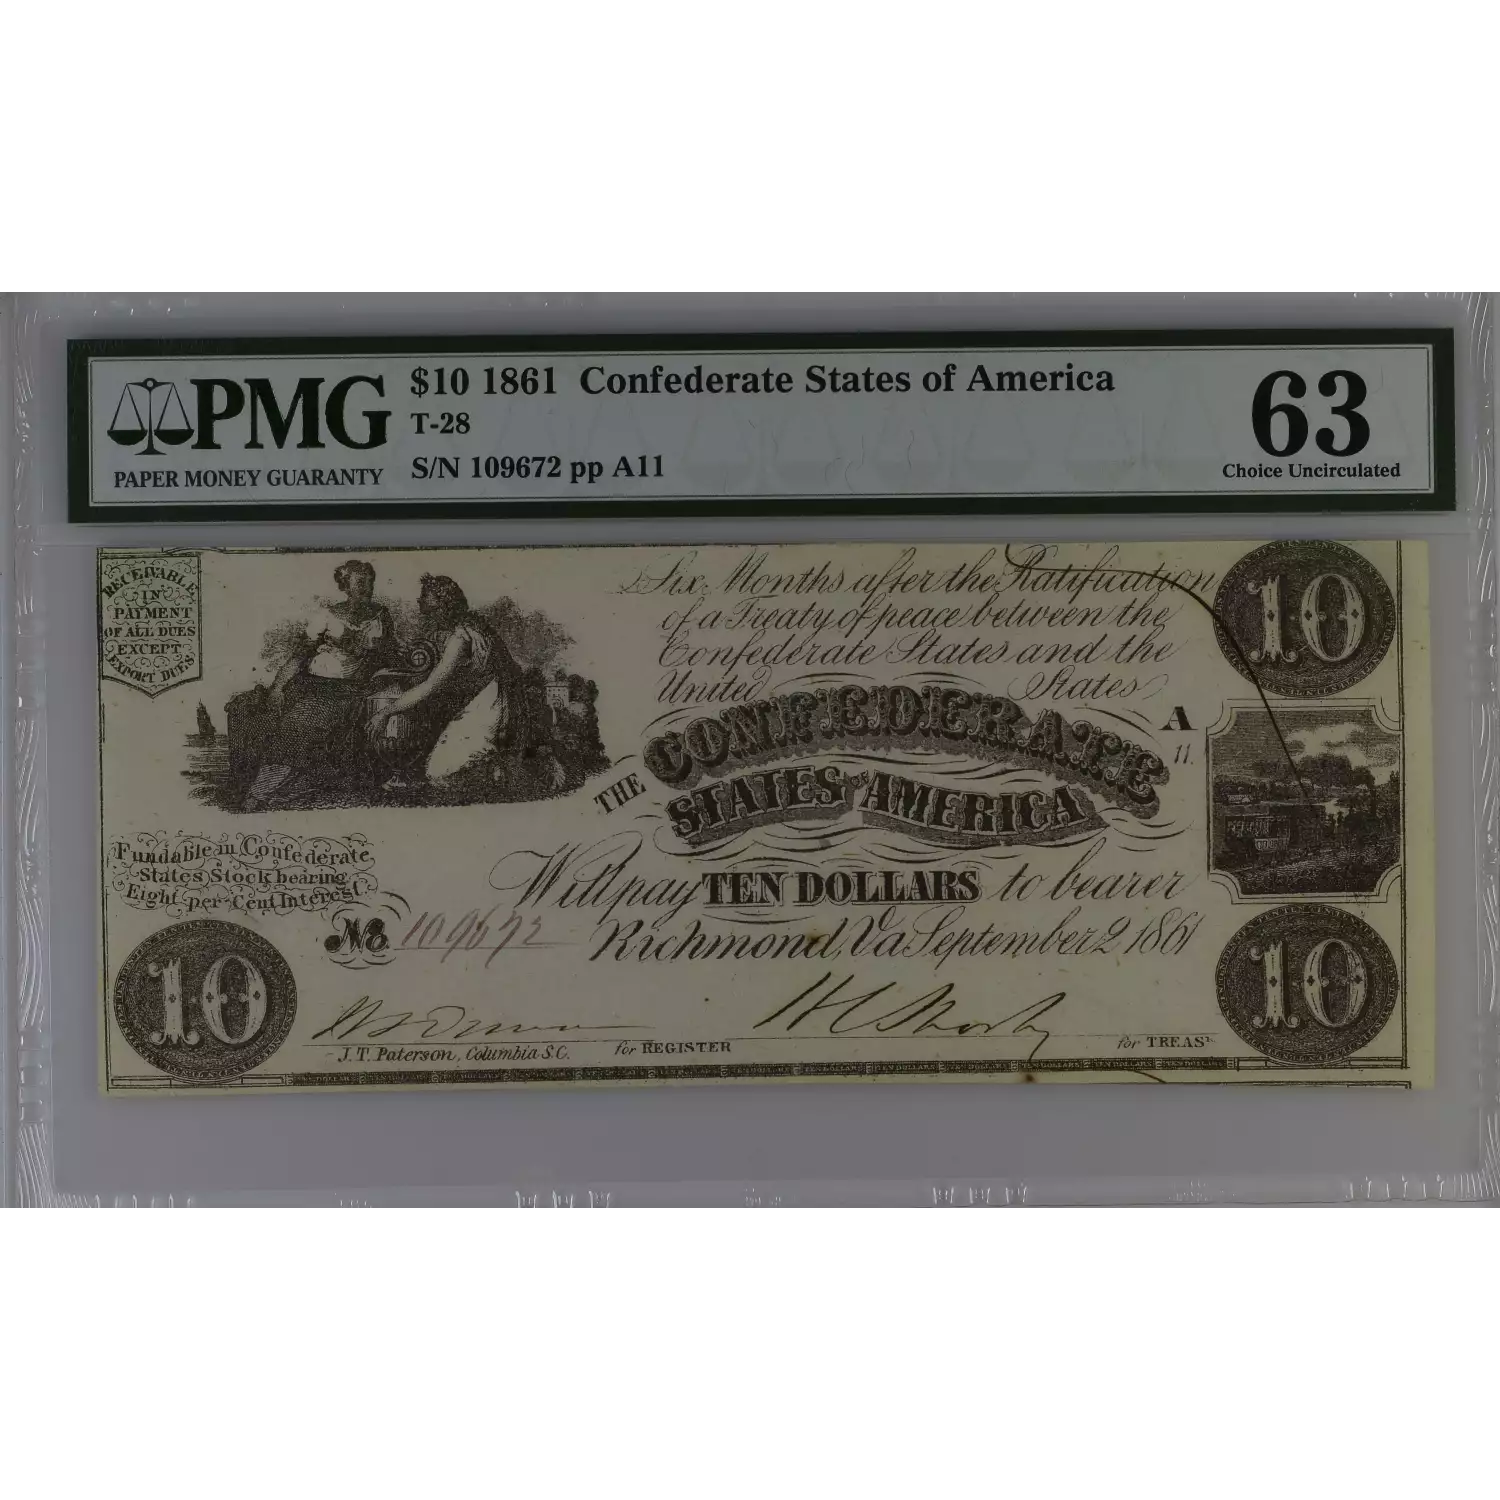 PMG
PAPER MONEY GUARANTY
$10 1861 Confederate States of America
T-28
S/N 109672 pp A11
63
Choice Uncirculated
RECEIVABLE
IN
PAYMENT
OF ALL DUES
EXCEPT
EXPORT DUES
Six Months after the Ratification
of a Treaty of peace between the
Confederate States and the
United States
10
A
11.
THE CONFEDERATE
STATES OF AMERICA
Fundable in Confederate
States Stock bearing
Eight per Cent Interest
Will pay TEN DOLLARS to bearer
No 109672
Richmond, Va September 2 1861
10
10
J. T. Paterson, Columbia S.C.
for REGISTER
for TREASR